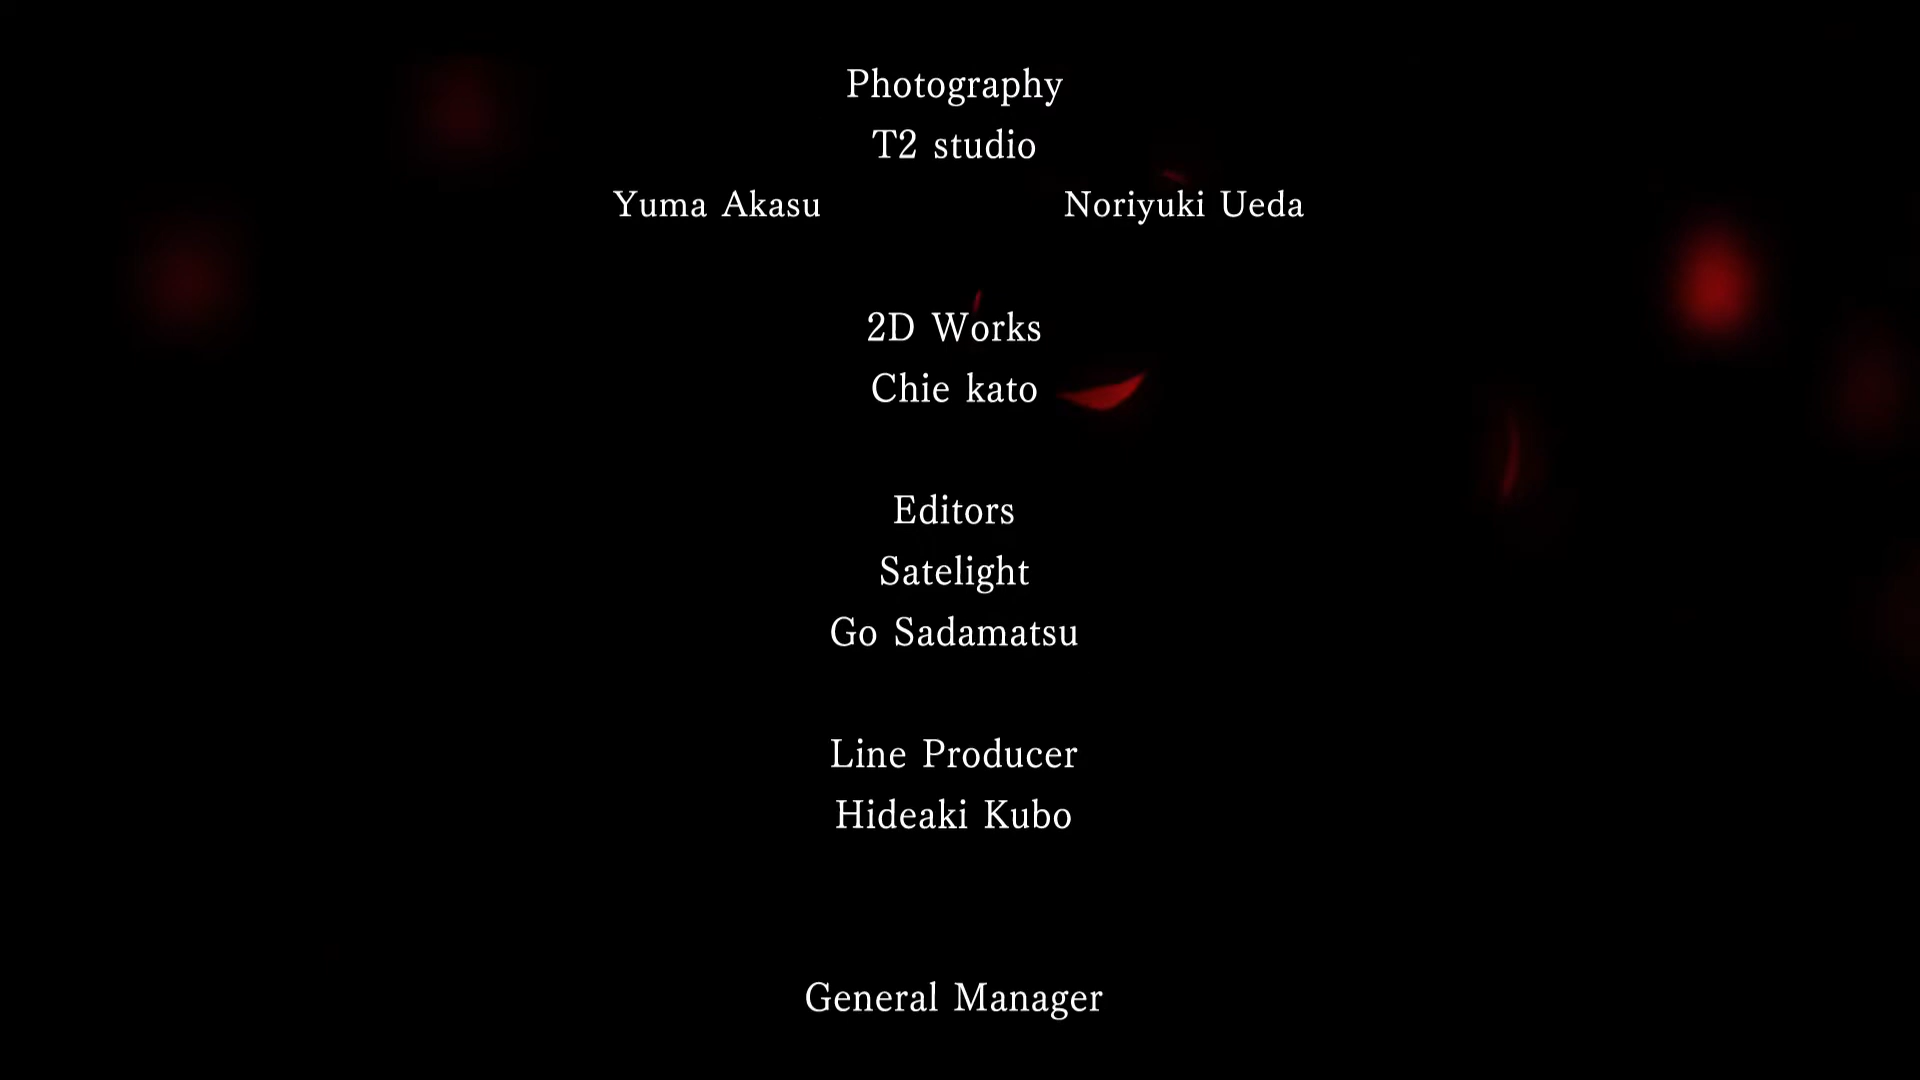 Photography
T2 studio
Yuma Akasu Noriyuki Ueda
2D Works
Chie kato
Editors
Satelight
Go Sadamatsu
Line Producer
Hideaki Kubo
General Manager